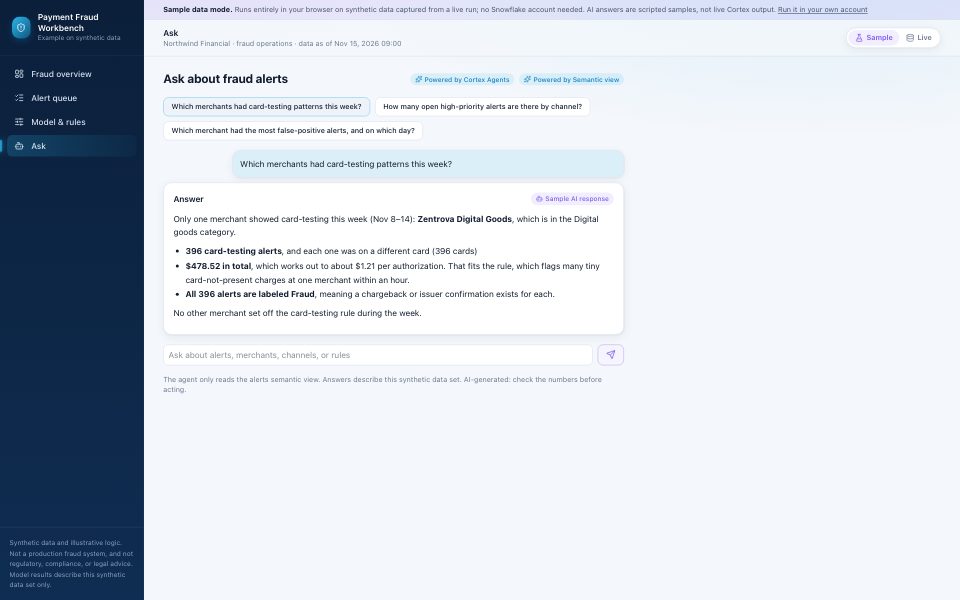 Payment Fraud
Workbench
Example on synthetic data
Fraud overview
Alert queue
Model & rules
Ask
Synthetic data and illustrative logic.
Not a production fraud system, and not
regulatory, compliance, or legal advice.
Model results describe this synthetic
data set only.
Sample data mode. Runs entirely in your browser on synthetic data captured from a live run; no Snowflake account needed. AI answers are scripted samples, not live Cortex output. Run it in your own account
Ask
Northwind Financial · fraud operations · data as of Nov 15, 2026 09:00
Sample
Live
Ask about fraud alerts
Powered by Cortex Agents
Powered by Semantic view
Which merchants had card-testing patterns this week?
How many open high-priority alerts are there by channel?
Which merchant had the most false-positive alerts, and on which day?
Which merchants had card-testing patterns this week?
Answer
Sample AI response
Only one merchant showed card-testing this week (Nov 8–14): Zentrova Digital Goods, which is in the Digital
goods category.
• 396 card-testing alerts, and each one was on a different card (396 cards)
• $478.52 in total, which works out to about $1.21 per authorization. That fits the rule, which flags many tiny
card-not-present charges at one merchant within an hour.
• All 396 alerts are labeled Fraud, meaning a chargeback or issuer confirmation exists for each.
No other merchant set off the card-testing rule during the week.
Ask about alerts, merchants, channels, or rules
The agent only reads the alerts semantic view. Answers describe this synthetic data set. AI-generated: check the numbers before
acting.